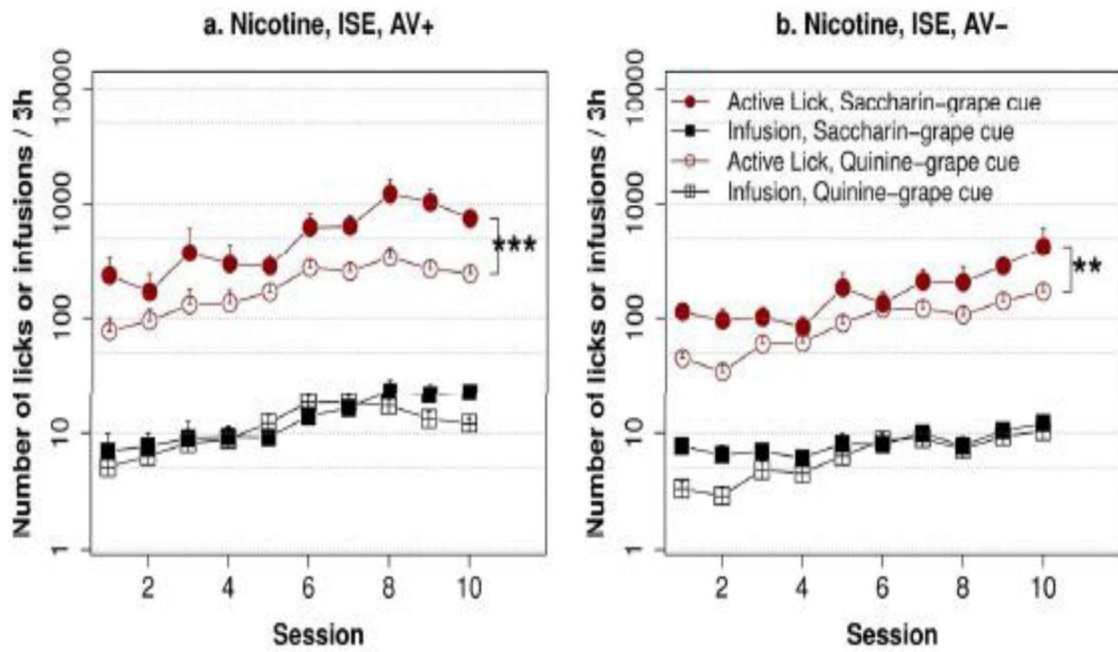 a. Nicotine, ISE, AV+
b. Nicotine, ISE, AV−
Number of licks or infusions / 3h
10000
1000
100
10
1
***
2
4
6
8
10
Session
Number of licks or infusions / 3h
10000
1000
100
10
1
Active Lick, Saccharin−grape cue
Infusion, Saccharin−grape cue
Active Lick, Quinine−grape cue
Infusion, Quinine−grape cue
**
2
4
6
8
10
Session